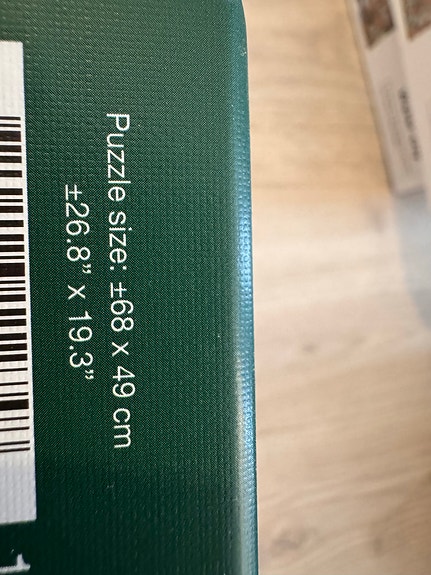 Puzzle size: ±68 x 49 cm
±26.8” x 19.3”